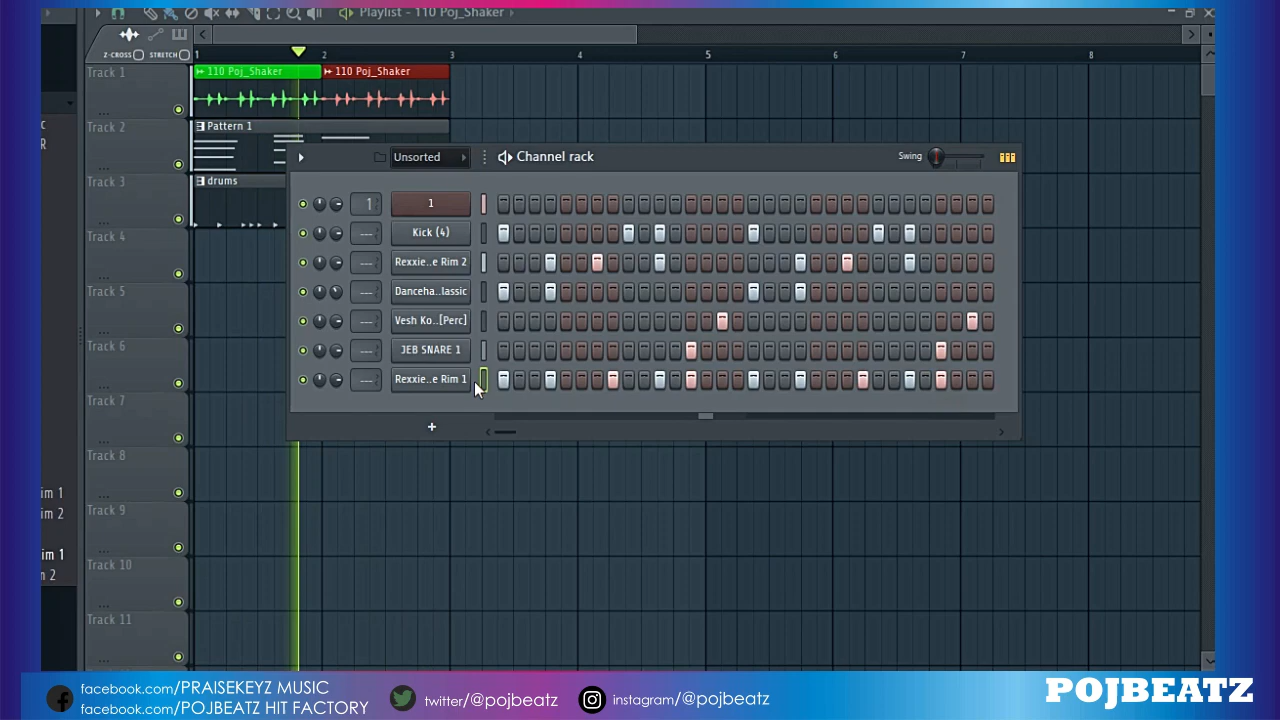 Playlist - 110 Poj_Shaker
Z-CROSS STRETCH
1 2 3 4 5 6 7 8
Track 1
110 Poj_Shaker 110 Poj_Shaker
Track 2
Pattern 1
Track 3
drums
Track 4
Track 5
Track 6
Track 7
Track 8
Track 9
Track 10
Track 11
c
R
im 1
im 2
im 1
n 2
Unsorted
Channel rack
Swing
1 1
--- Kick (4)
--- Rexxie..e Rim 2
--- Danceha..lassic
--- Vesh Ko..[Perc]
--- JEB SNARE 1
--- Rexxie..e Rim 1
+
facebook.com/PRAISEKEYZ MUSIC
facebook.com/POJBEATZ HIT FACTORY
twitter/@pojbeatz
instagram/@pojbeatz
POJBEATZ